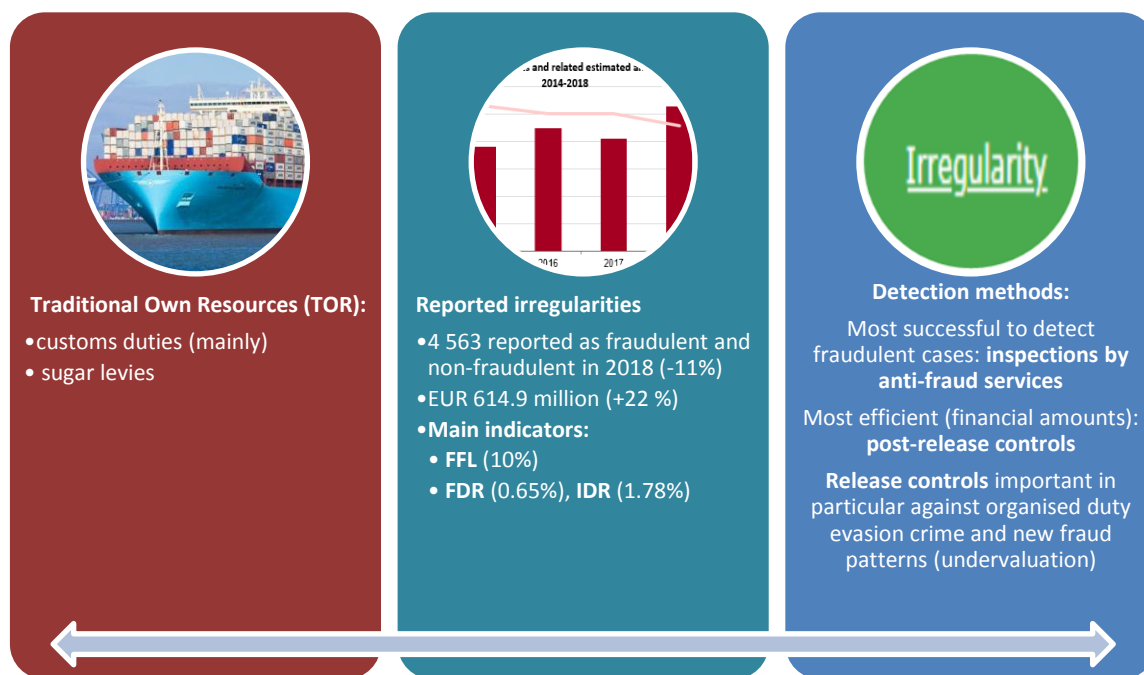 Traditional Own Resources (TOR):
•customs duties (mainly)
• sugar levies
and related estimated
2014-2018
2016
2017
Reported irregularities
•4 563 reported as fraudulent and
non-fraudulent in 2018 (-11%)
•EUR 614.9 million (+22 %)
•Main indicators:
• FFL (10%)
• FDR (0.65%), IDR (1.78%)
Irregularity
Detection methods:
Most successful to detect
fraudulent cases: inspections by
anti-fraud services
Most efficient (financial amounts):
post-release controls
Release controls important in
particular against organised duty
evasion crime and new fraud
patterns (undervaluation)